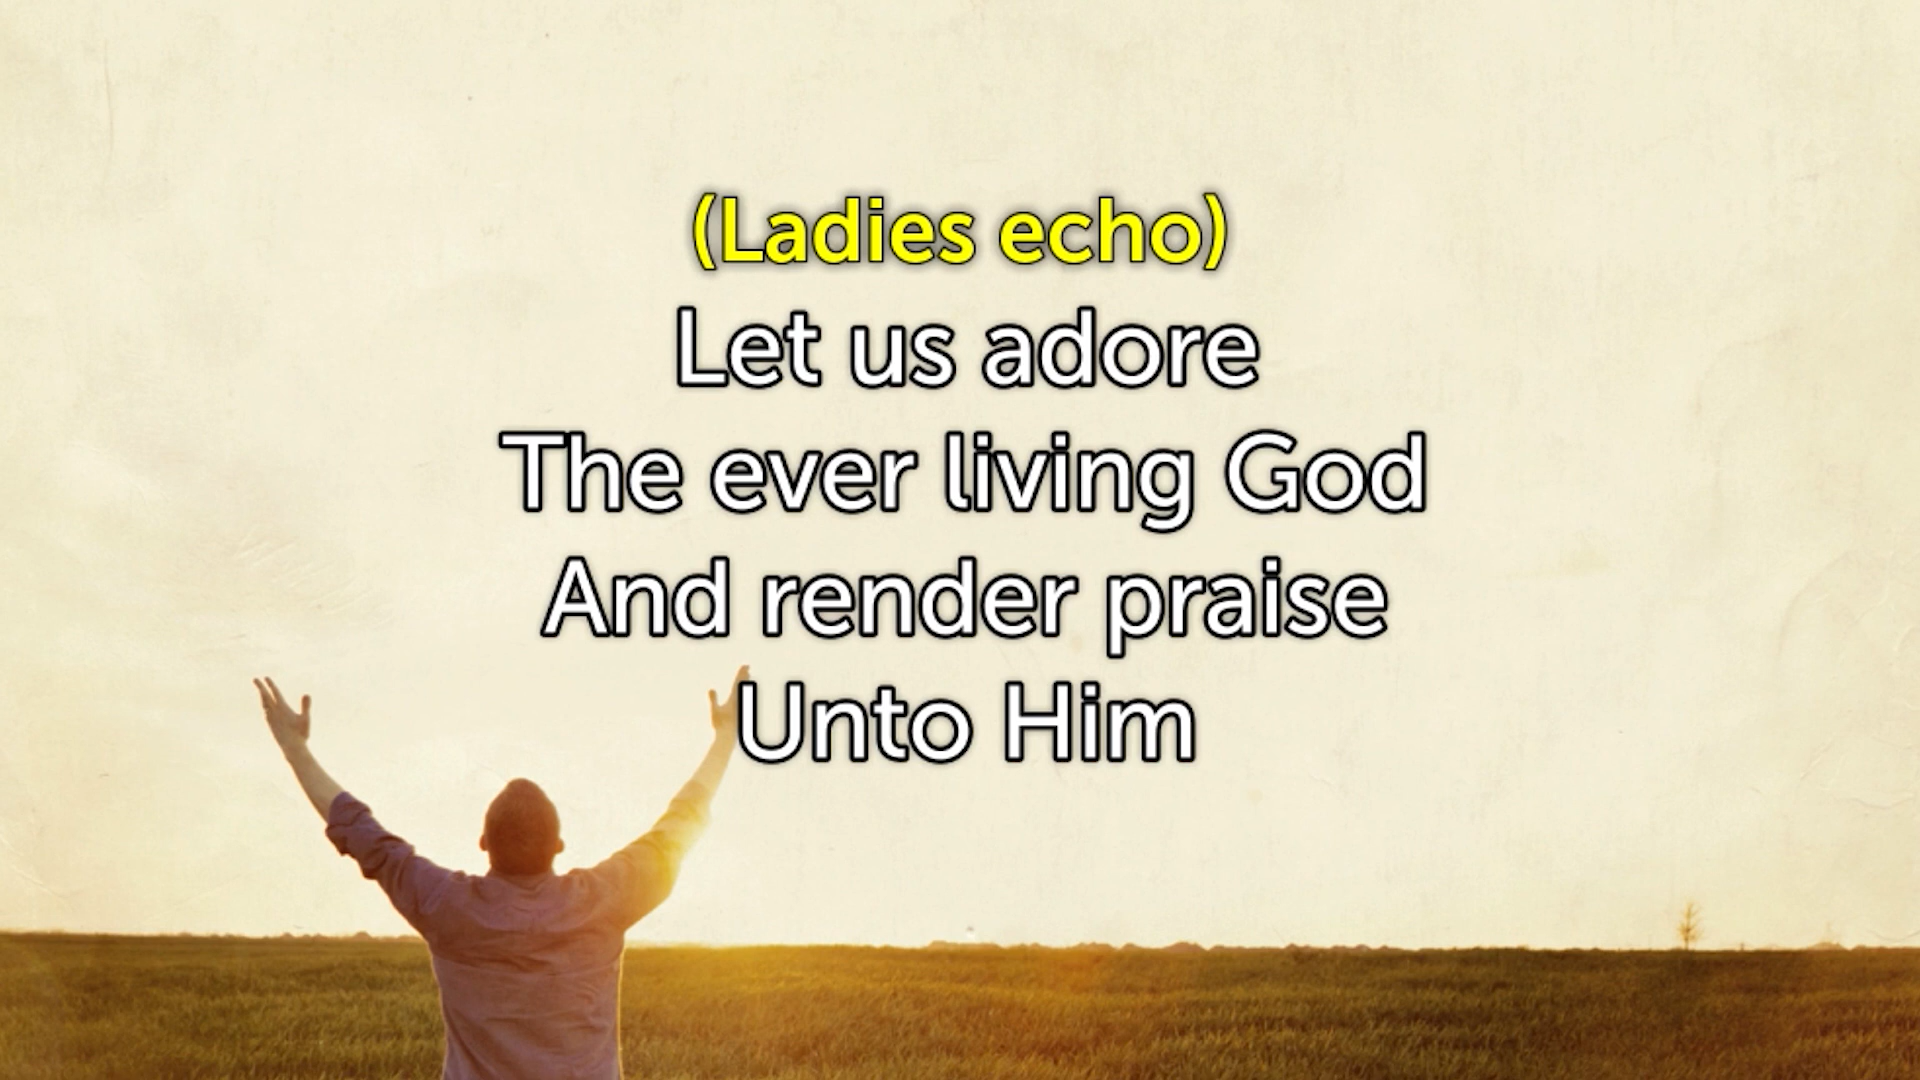 (Ladies echo)
Let us adore
The ever living God
And render praise
Unto Him